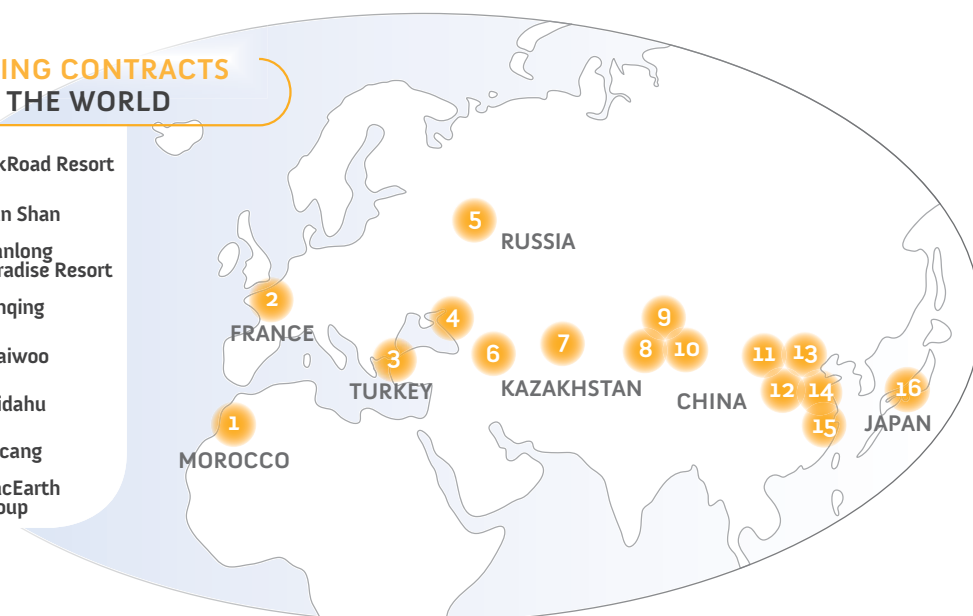 ING CONTRACTS
THE WORLD
kRoad Resort
n Shan
anlong
radise Resort
nqing
aiwoo
idahu
cang
acEarth
oup
5
RUSSIA
2
FRANCE
4
9
3
TURKEY
6
7
8
10
KAZAKHSTAN
11
13
12
14
CHINA
15
16
JAPAN
1
MOROCCO